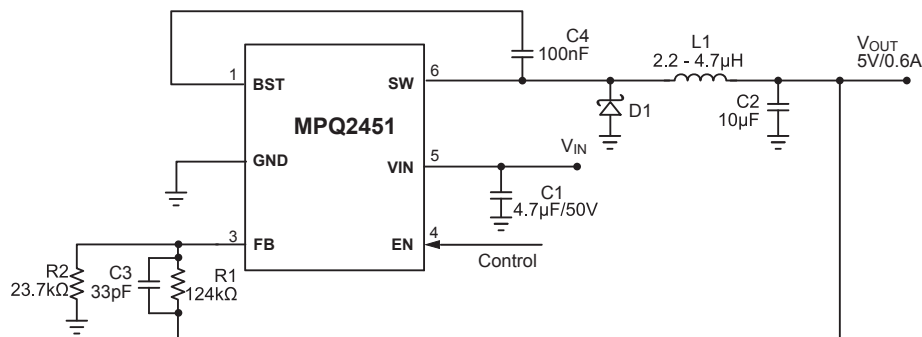 C4
100nF
L1
2.2 - 4.7µH
VOUT
5V/0.6A
1
BST
SW
6
MPQ2451
D1
C2
10µF
GND
VIN
5
VIN
C1
4.7µF/50V
3
FB
EN
4
Control
R2
23.7kΩ
C3
33pF
R1
124kΩ